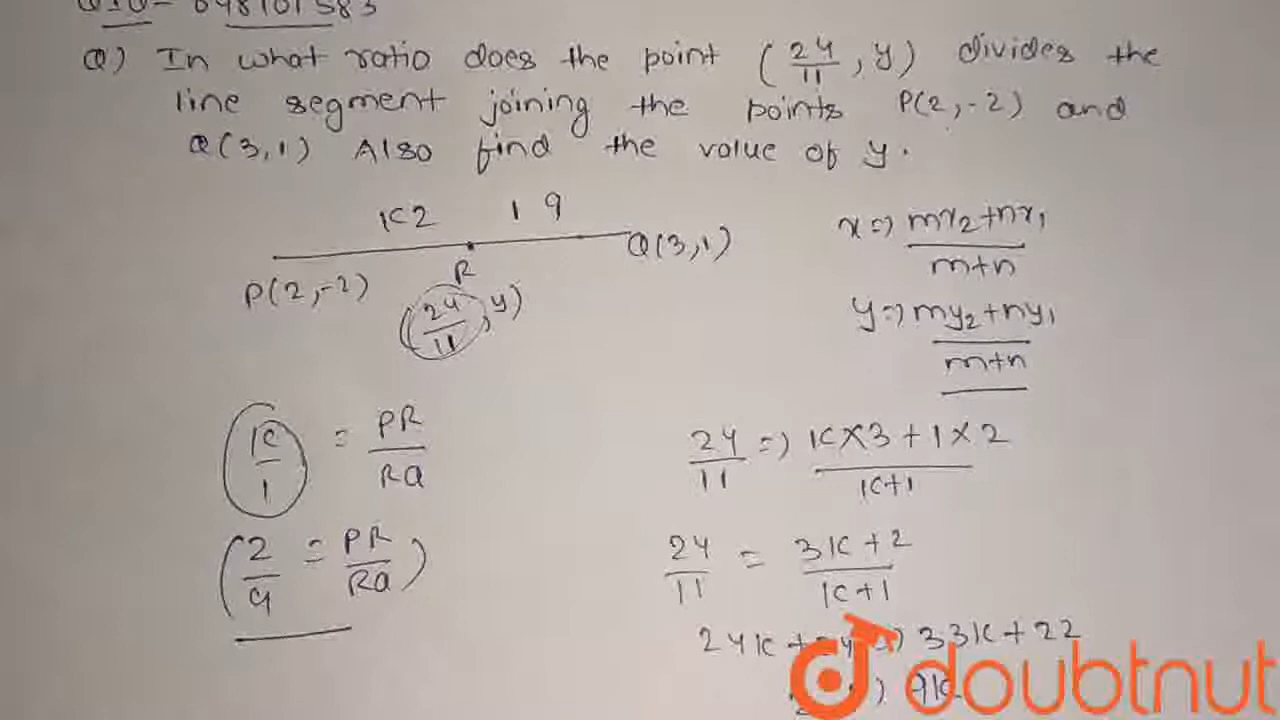 Q) In what ratio does the point (24/11, y) divides the
line segment joining the points P(2,-2) and
Q(3,1) Also find the value of y.
K 2    1 9
P(2,-2)    R    Q(3,1)
(24/11, y)
x => mx₂+nx₁/m+n
y => my₂+ny₁/m+n
K/1 = PR/RQ
(2/9 = PR/RQ)
24/11 => K×3+1×2/K+1
24/11 = 3K+2/K+1
24K + => 33K+22
9K
doubtnut